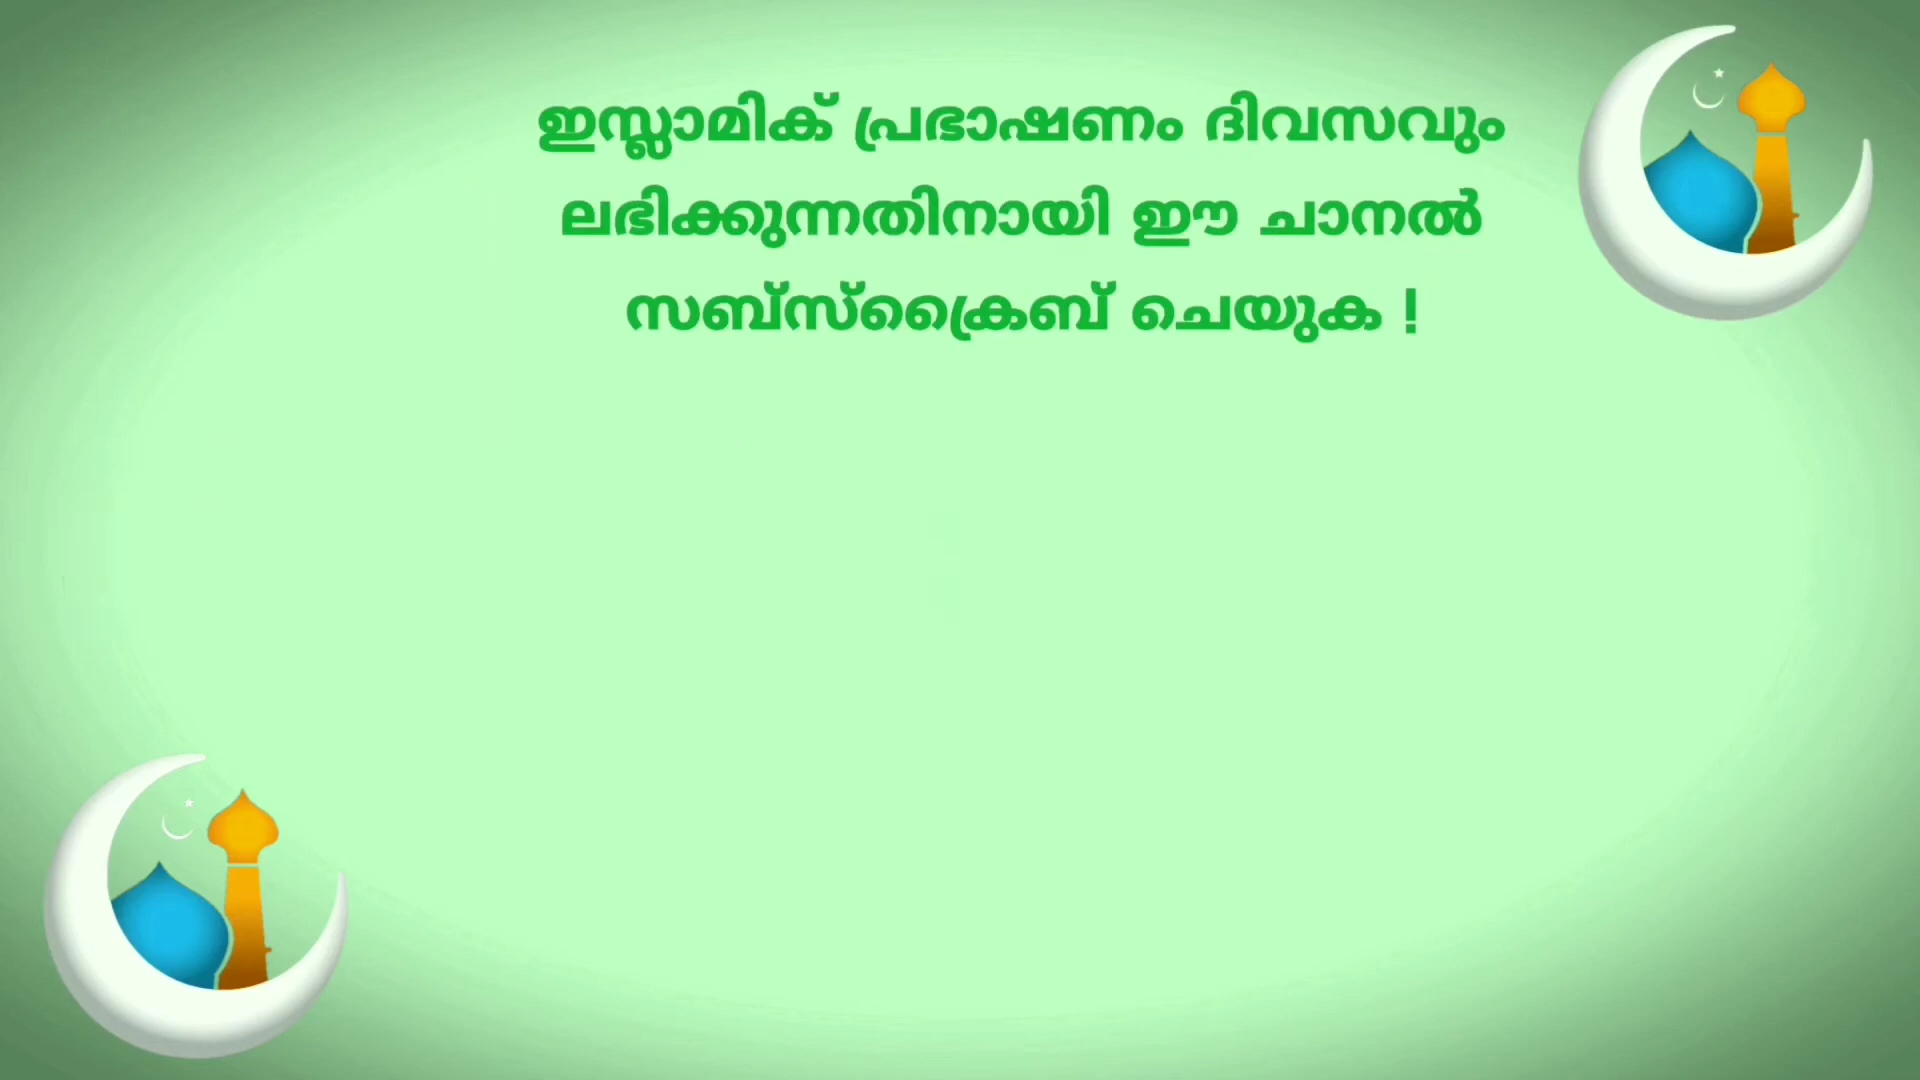 ഇസ്ലാമിക് പ്രഭാഷണം ദിവസവും
ലഭിക്കുന്നതിനായി ഈ ചാനൽ
സബ്സ്ക്രൈബ് ചെയുക !